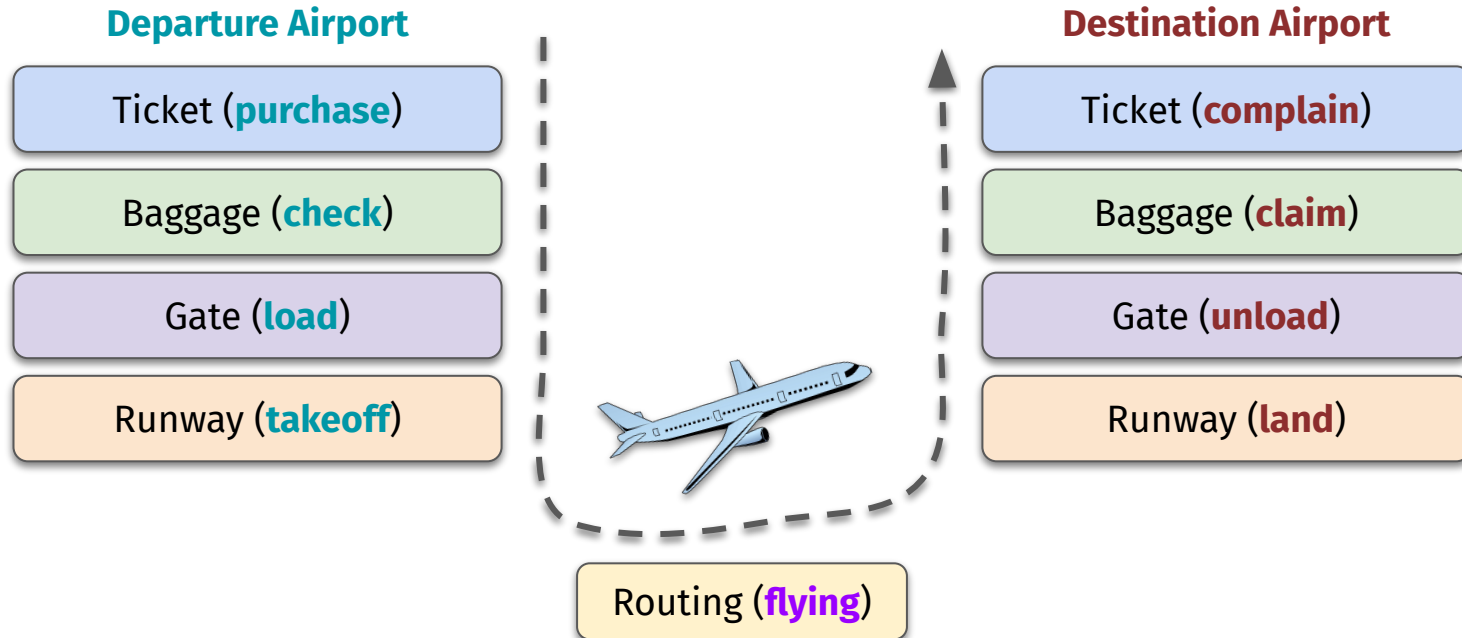 Departure Airport
Ticket (purchase)
Baggage (check)
Gate (load)
Runway (takeoff)
Destination Airport
Ticket (complain)
Baggage (claim)
Gate (unload)
Runway (land)
Routing (flying)